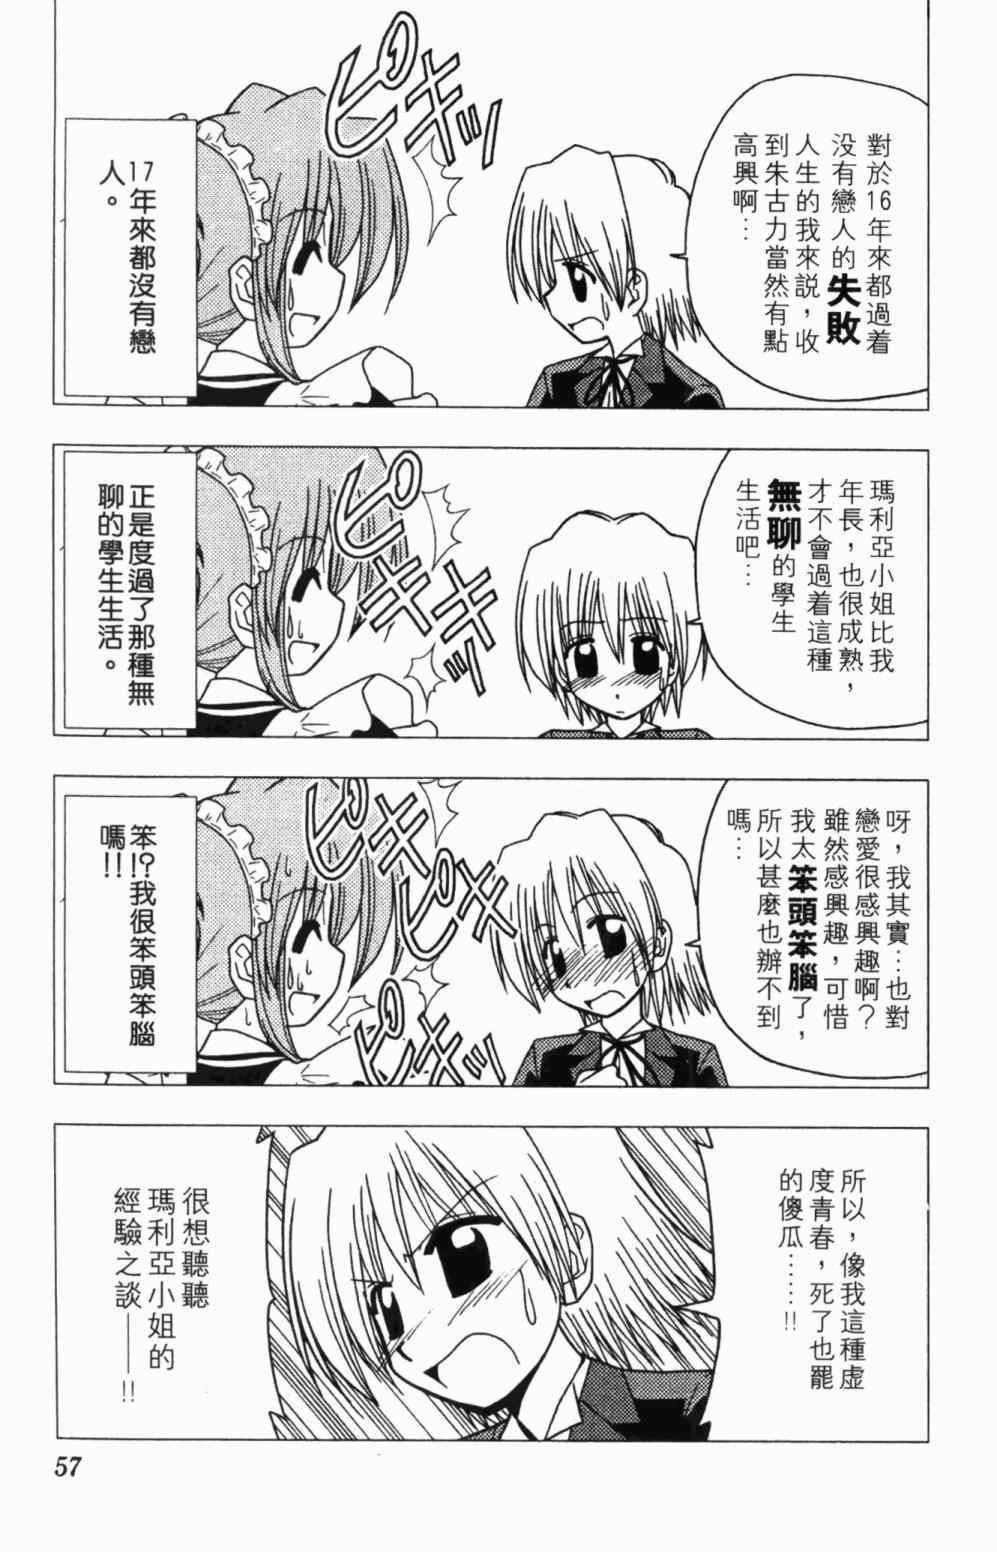 對於16年來都過着
沒有戀人的失敗
人生的我來說，收
到朱古力當然有點
高興啊…
ピキッ
17年來都沒有戀
人。
瑪利亞小姐比我
年長，也很成熟，
才不會過着這種
無聊的學生
生活吧…
ピキキッ
正是度過了那種無
聊的學生生活。
呀，我其實…也對
戀愛很感興趣啊？
雖然感興趣，可惜
我太笨頭笨腦了，
所以甚麼也辦不到
嗎…
ピキ
ピキ
ピキッ
笨!?我很笨頭笨腦
嗎!!
所以，像我這種虛
度青春，死了也罷
的傻瓜……!!
很想聽聽
瑪利亞小姐的
經驗之談——!!
57